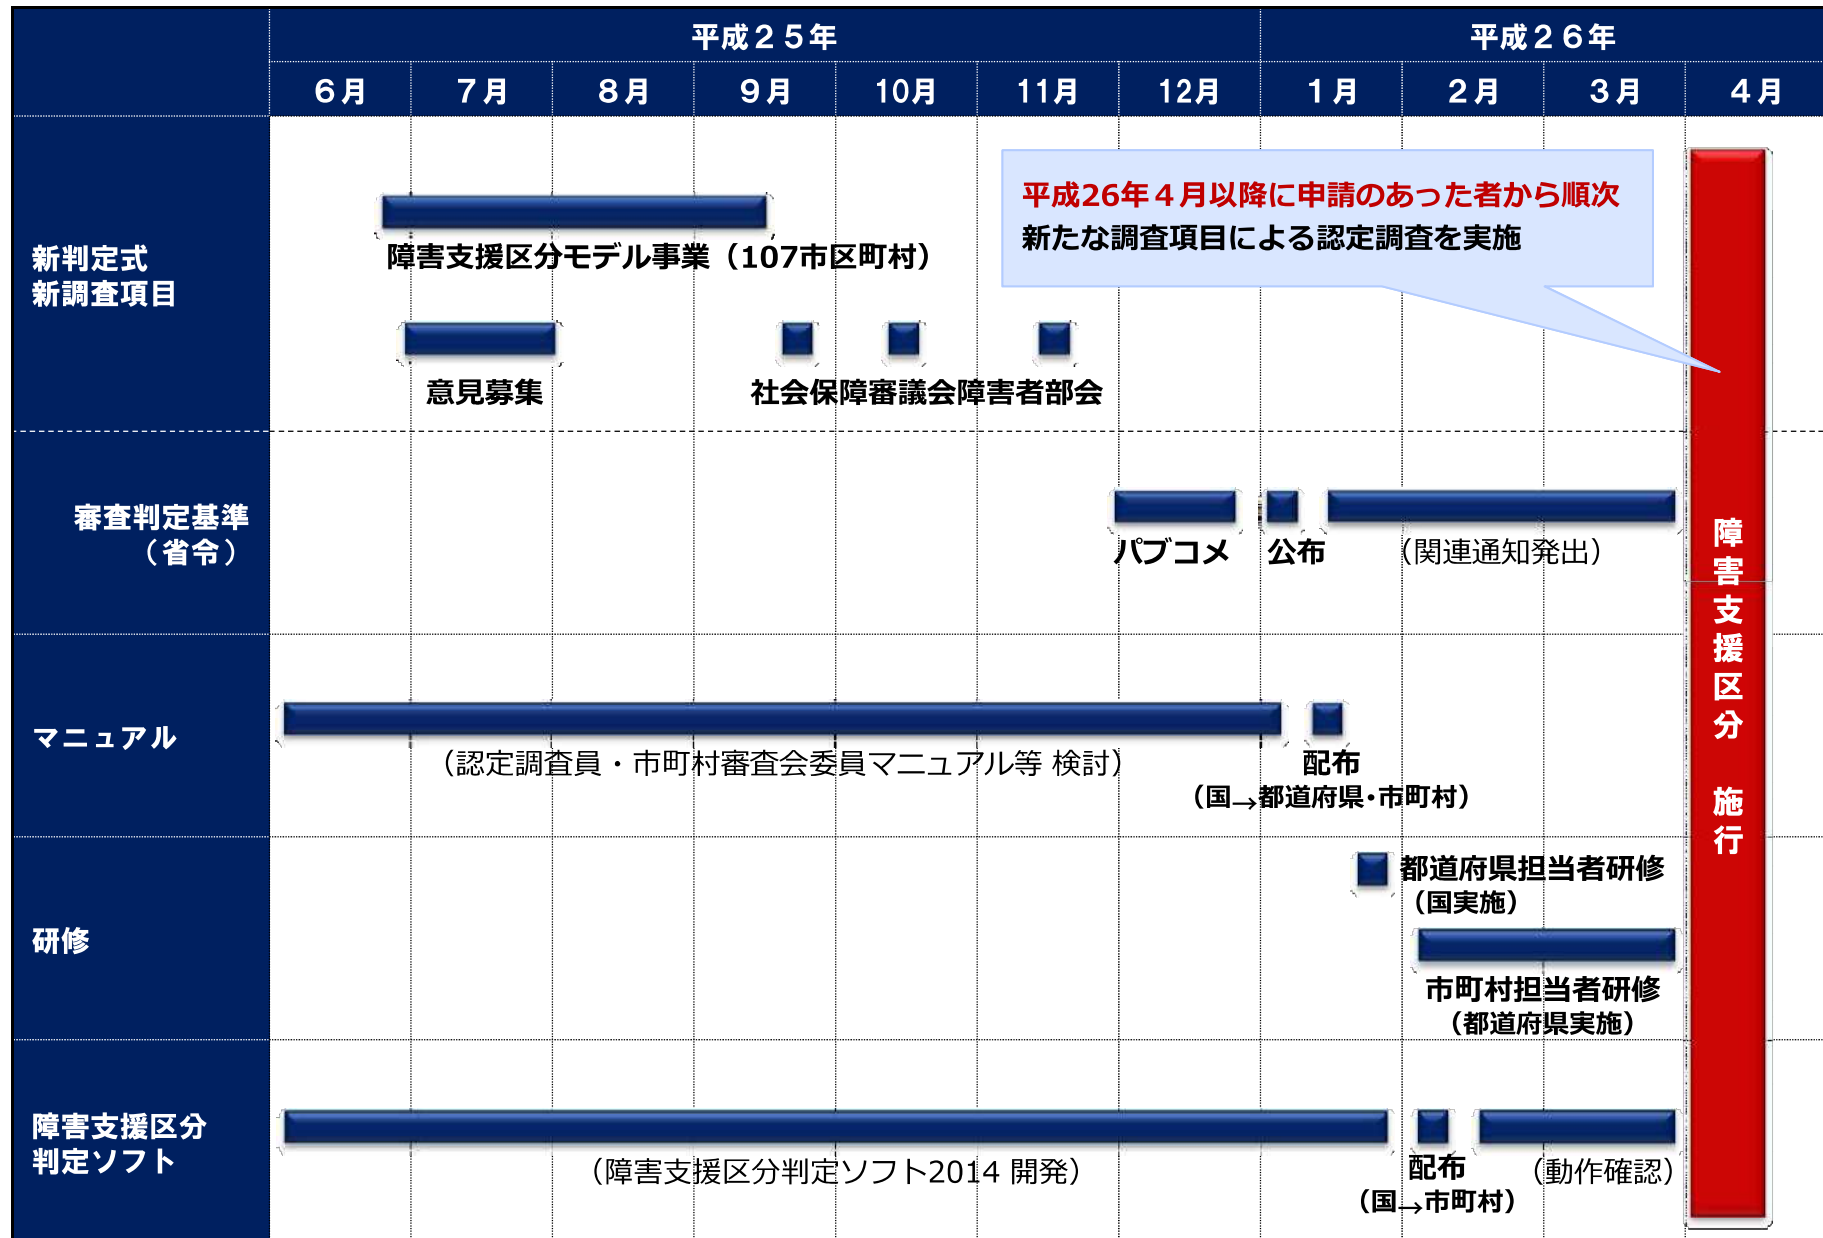 平成２５年
平成２６年
６月
７月
８月
９月
10月
11月
12月
１月
２月
３月
４月
新判定式
新調査項目
障害支援区分モデル事業（107市区町村）
意見募集
社会保障審議会障害者部会
平成26年４月以降に申請のあった者から順次
新たな調査項目による認定調査を実施
審査判定基準
（省令）
パブコメ
公布
（関連通知発出）
マニュアル
（認定調査員・市町村審査会委員マニュアル等 検討）
配布
（国→都道府県・市町村）
研修
都道府県担当者研修
（国実施）
市町村担当者研修
（都道府県実施）
障害支援区分
判定ソフト
（障害支援区分判定ソフト2014 開発）
配布
（国→市町村）
（動作確認）
障害支援区分　施行